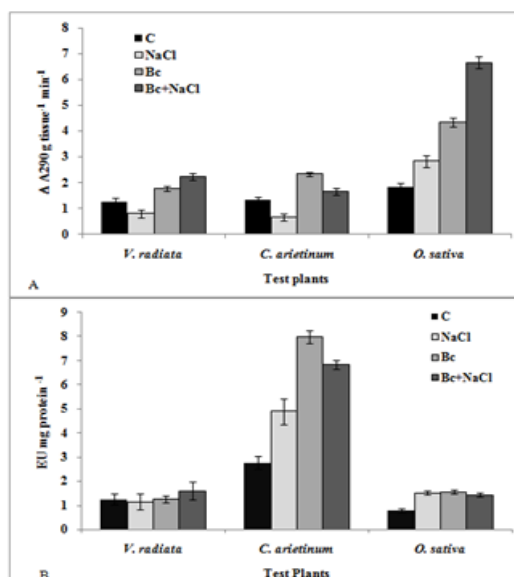 8
7
6
5
4
3
2
1
0
C
NaCl
Bc
Bc+NaCl
Δ A290 g tissue⁻¹ min⁻¹
V. radiata C. arietinum O. sativa
Test plants
A
9
8
7
6
5
4
3
2
1
0
C
NaCl
Bc
Bc+NaCl
EU mg protein ⁻¹
V. radiata C. arietinum O. sativa
Test Plants
B